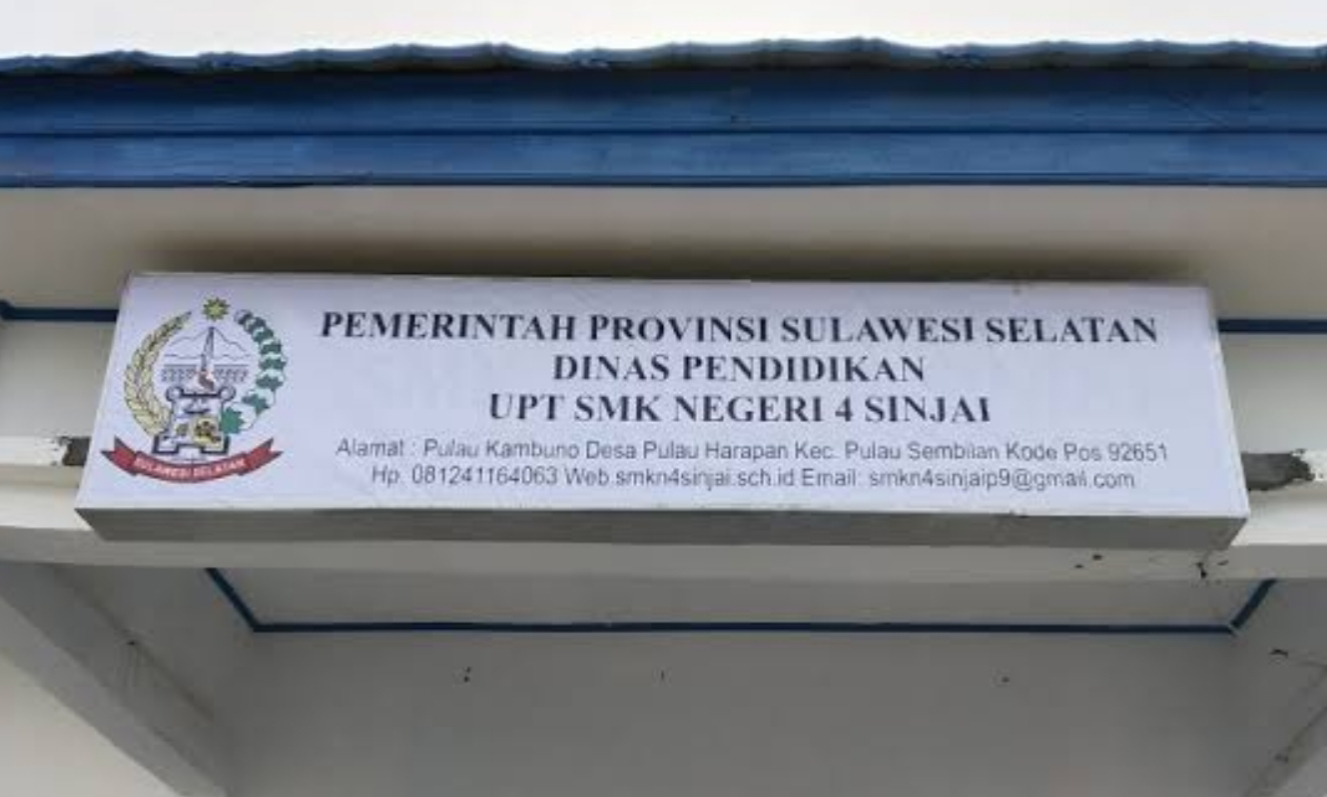 PEMERINTAH PROVINSI SULAWESI SELATAN
DINAS PENDIDIKAN
UPT SMK NEGERI 4 SINJAI
Alamat : Pulau Kambuno Desa Pulau Harapan Kec. Pulau Sembilan Kode Pos 92651
Hp. 081241164063 Web.smkn4sinjai.sch.id Email: smkn4sinjaip9@gmail.com
SULAWESI SELATAN